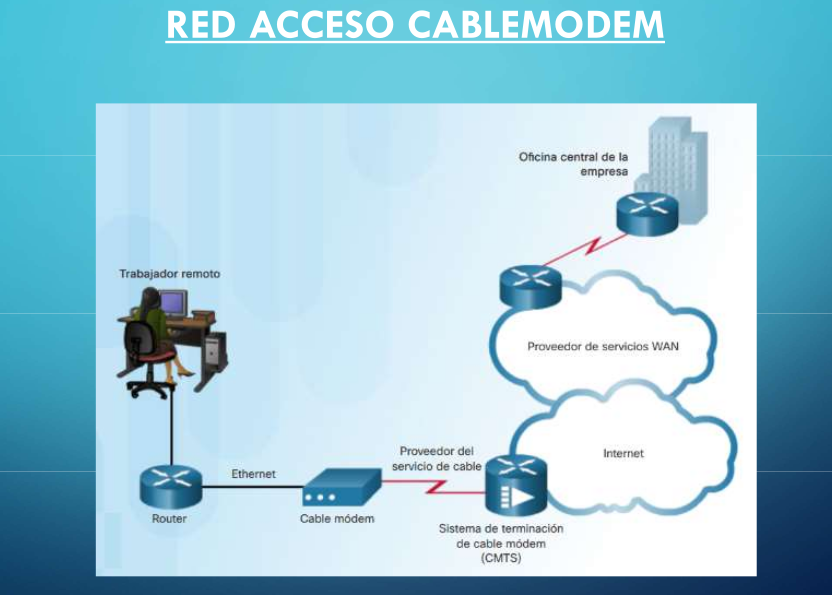 RED ACCESO CABLEMODEM
Oficina central de la
empresa
Trabajador remoto
Proveedor de servicios WAN
Proveedor del
servicio de cable
Internet
Ethernet
Router
Cable módem
Sistema de terminación
de cable módem
(CMTS)